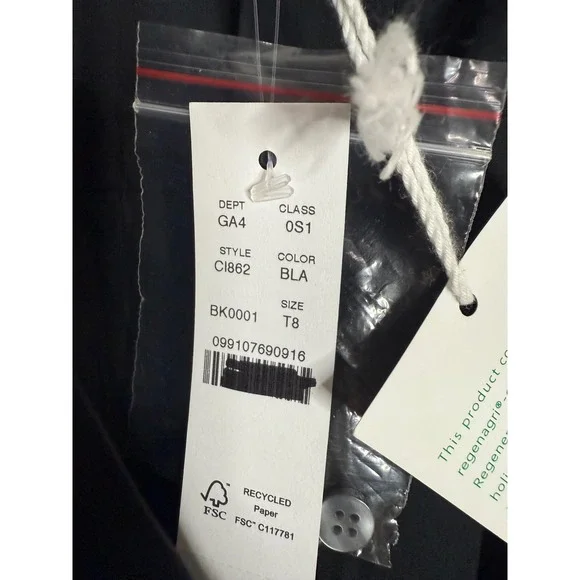 DEPT CLASS
GA4 0S1
STYLE COLOR
CI862 BLA
SIZE
BK0001 T8
099107690916
FSC
RECYCLED
Paper
FSC™ C117781
This product co
regenagri®
Regene
holi